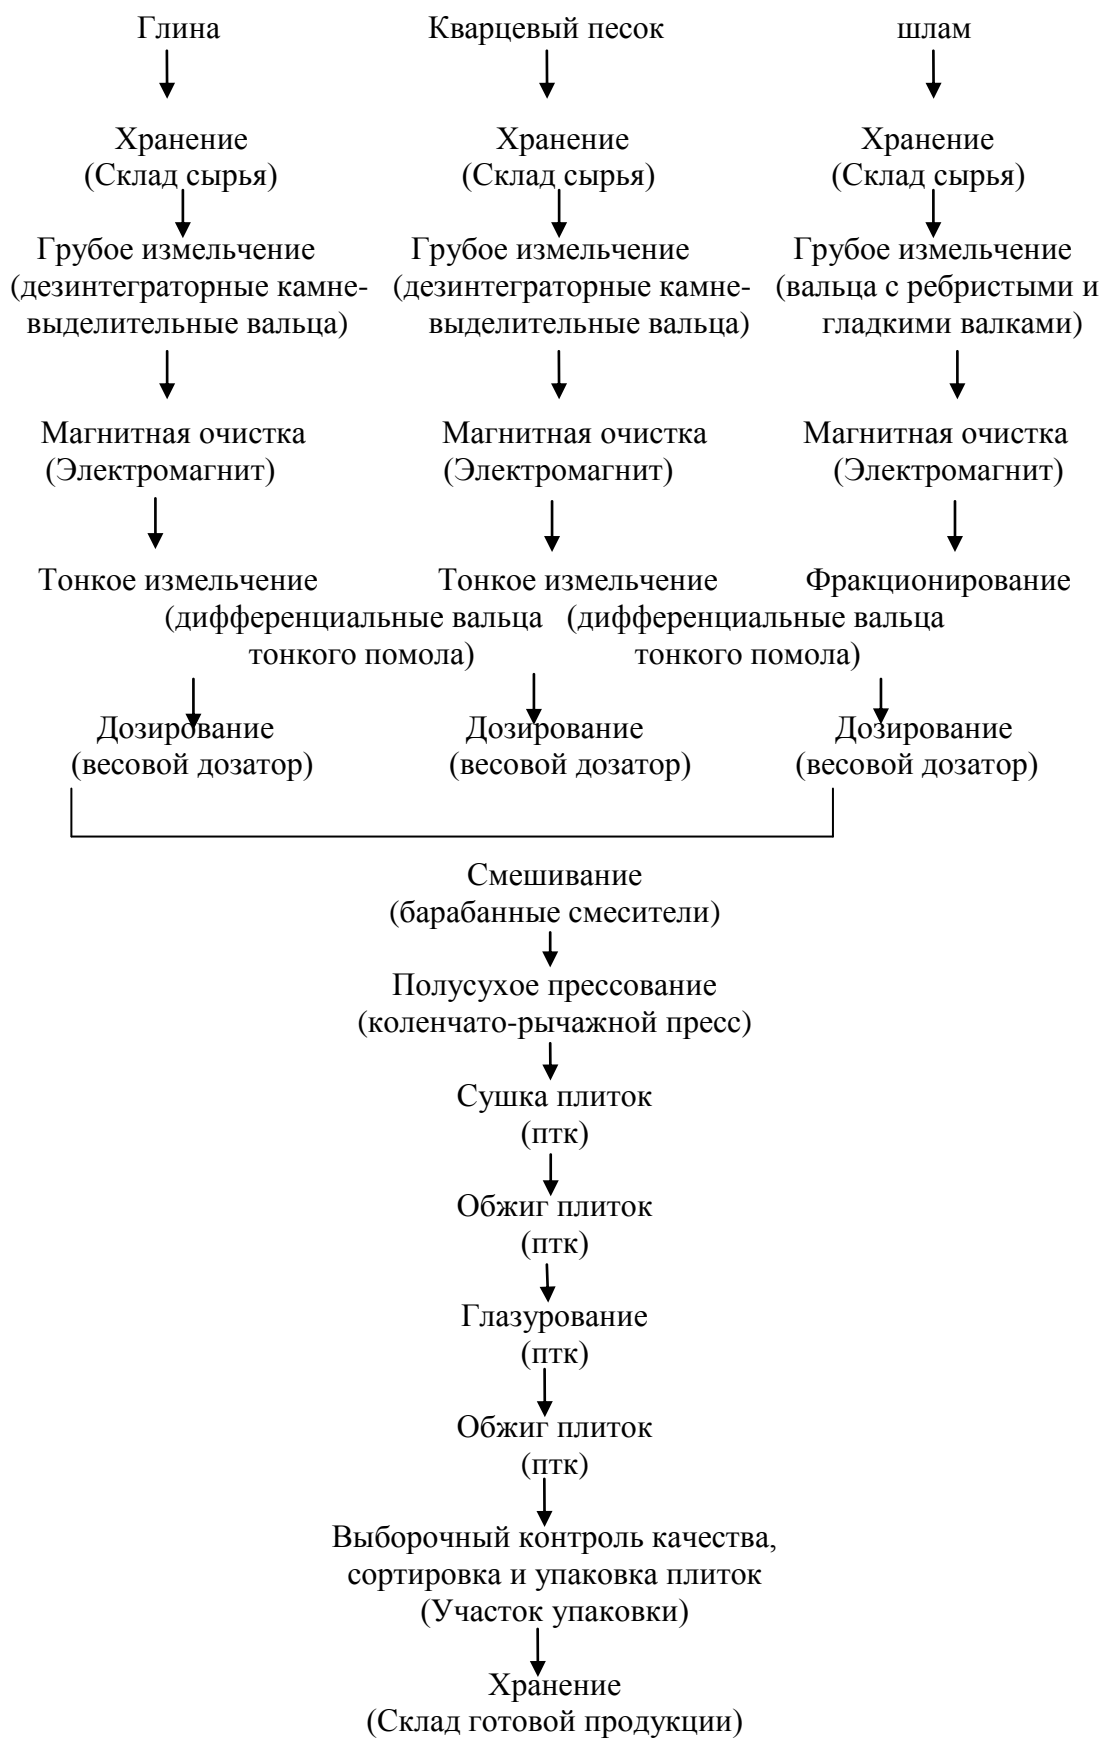 Глина Кварцевый песок шлам
Хранение Хранение Хранение
(Склад сырья) (Склад сырья) (Склад сырья)
Грубое измельчение Грубое измельчение Грубое измельчение
(дезинтеграторные камне- (дезинтеграторные камне- (вальца с ребристыми и
выделительные вальца) выделительные вальца) гладкими валками)
Магнитная очистка Магнитная очистка Магнитная очистка
(Электромагнит) (Электромагнит) (Электромагнит)
Тонкое измельчение Тонкое измельчение Фракционирование
(дифференциальные вальца (дифференциальные вальца
тонкого помола) тонкого помола)
Дозирование Дозирование Дозирование
(весовой дозатор) (весовой дозатор) (весовой дозатор)
Смешивание
(барабанные смесители)
Полусухое прессование
(коленчато-рычажной пресс)
Сушка плиток
(птк)
Обжиг плиток
(птк)
Глазурование
(птк)
Обжиг плиток
(птк)
Выборочный контроль качества,
сортировка и упаковка плиток
(Участок упаковки)
Хранение
(Склад готовой продукции)